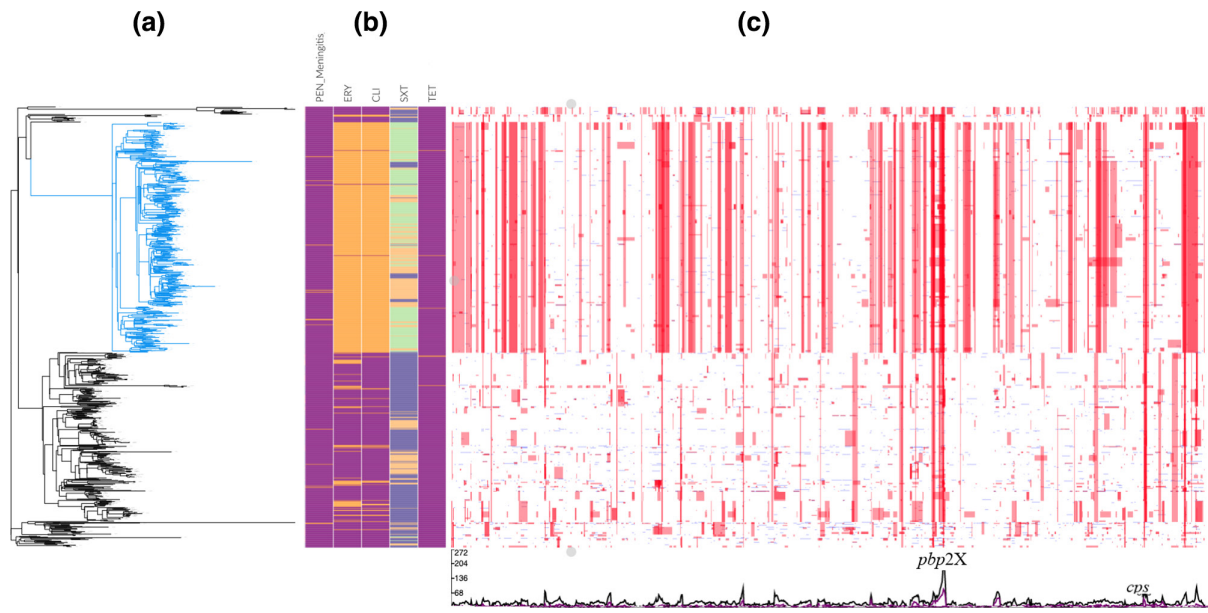 (a) (b) (c)
PEN_Meningitis
ERY
CLI
SXT
TET
272
204
136
68
pbp2X
cps